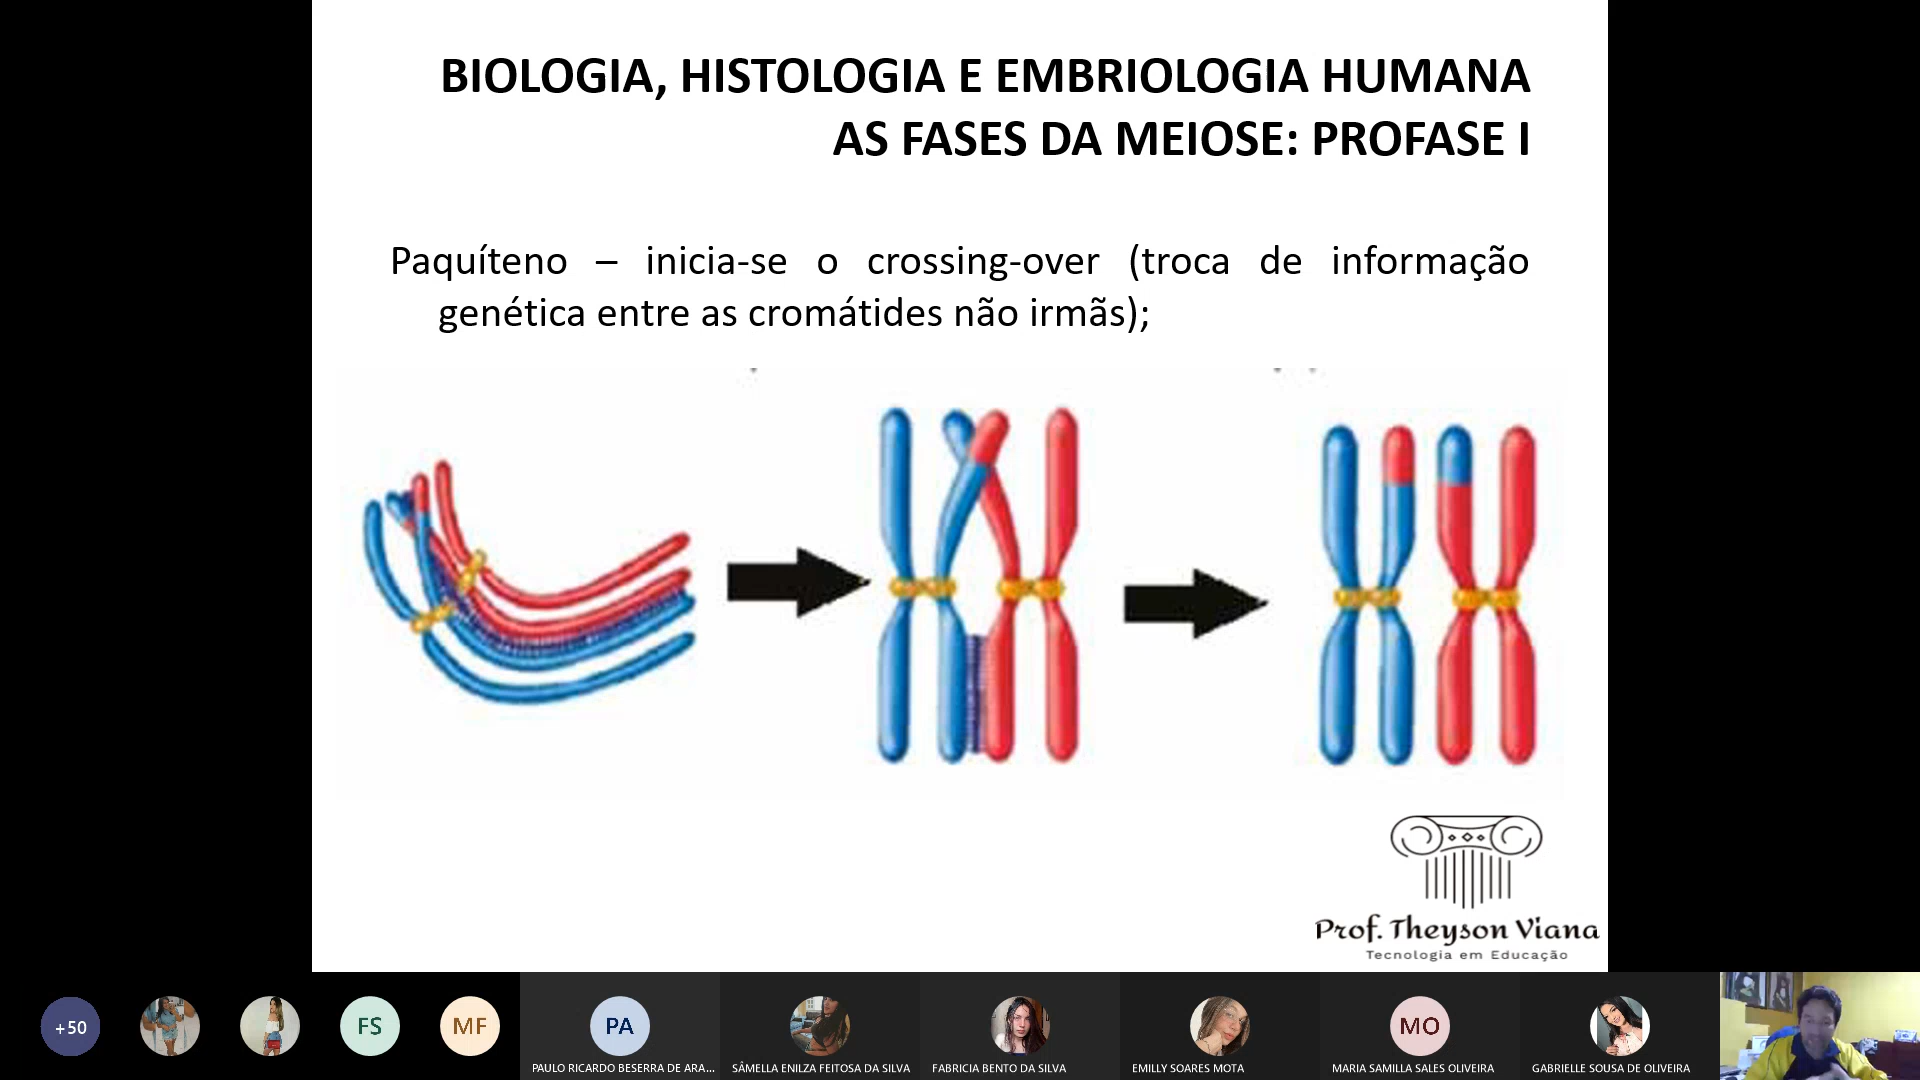 BIOLOGIA, HISTOLOGIA E EMBRIOLOGIA HUMANA
AS FASES DA MEIOSE: PROFASE I
Paquíteno – inicia-se o crossing-over (troca de informação
genética entre as cromátides não irmãs);
Prof. Theyson Viana
Tecnologia em Educação
+50
FS
MF
PA
MO
PAULO RICARDO BESERRA DE ARA...
SÂMELLA ENILZA FEITOSA DA SILVA
FABRICIA BENTO DA SILVA
EMILLY SOARES MOTA
MARIA SAMILLA SALES OLIVEIRA
GABRIELLE SOUSA DE OLIVEIRA